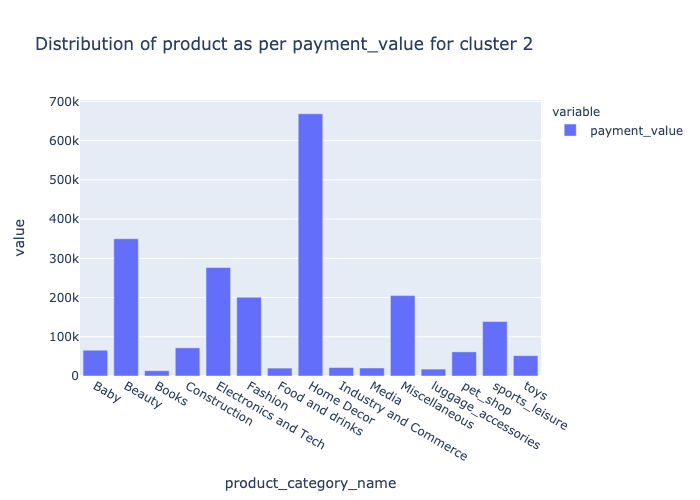 Distribution of product as per payment_value for cluster 2
variable
payment_value
value
700k
600k
500k
400k
300k
200k
100k
0
Baby
Beauty
Books
Construction
Electronics and Tech
Fashion
Food and drinks
Home Decor
Industry and Commerce
Media
Miscellaneous
luggage_accessories
pet_shop
sports_leisure
toys
product_category_name